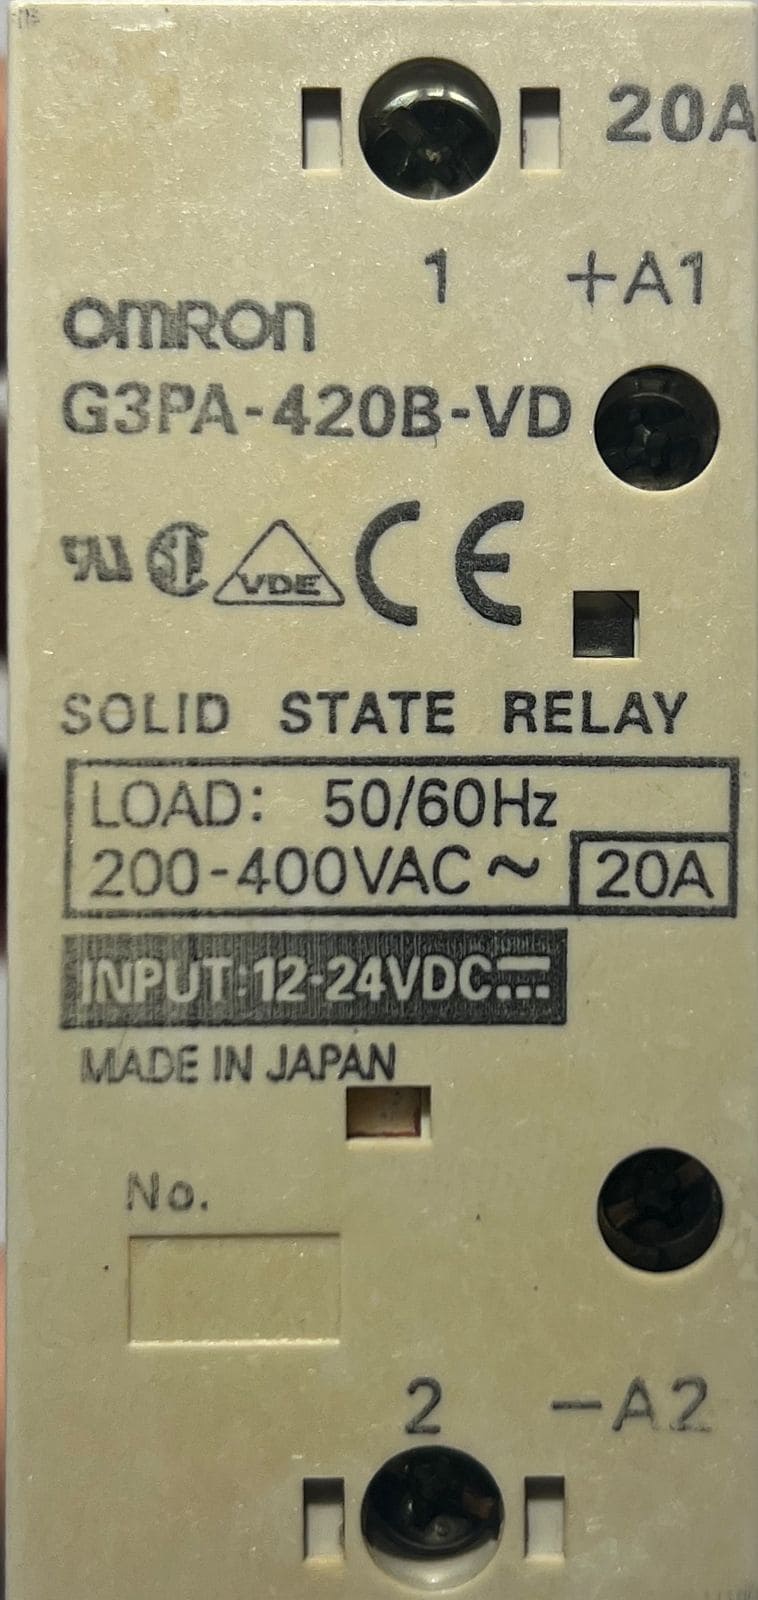 20A
1 +A1
OMRON
G3PA-420B-VD
VDE CE
SOLID STATE RELAY
LOAD: 50/60Hz
200-400VAC ~ 20A
INPUT:12-24VDC
MADE IN JAPAN
No.
2 -A2